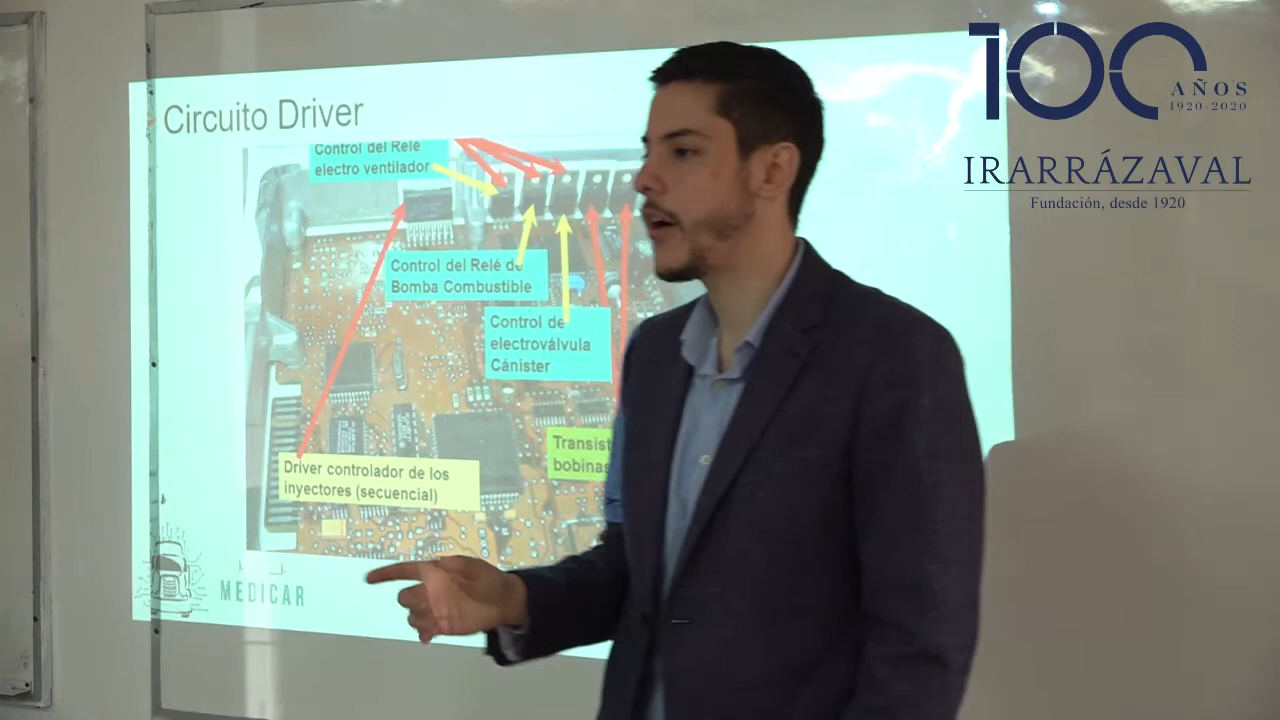 100
AÑOS
1920-2020
IRARRÁZAVAL
Fundación, desde 1920
Circuito Driver
Control del Relé
electro ventilador
Control del Relé de
Bomba Combustible
Control de
electroválvula
Cánister
Transist
bobinas
Driver controlador de los
inyectores (secuencial)
MEDICAR